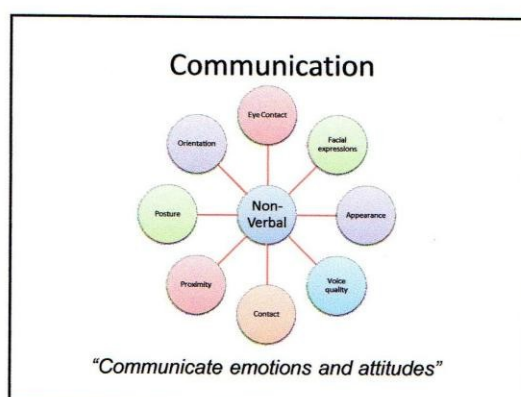 Communication
Eye Contact
Orientation
Facial
expressions
Posture
Non-
Verbal
Appearance
Proximity
Voice
quality
Contact
“Communicate emotions and attitudes”